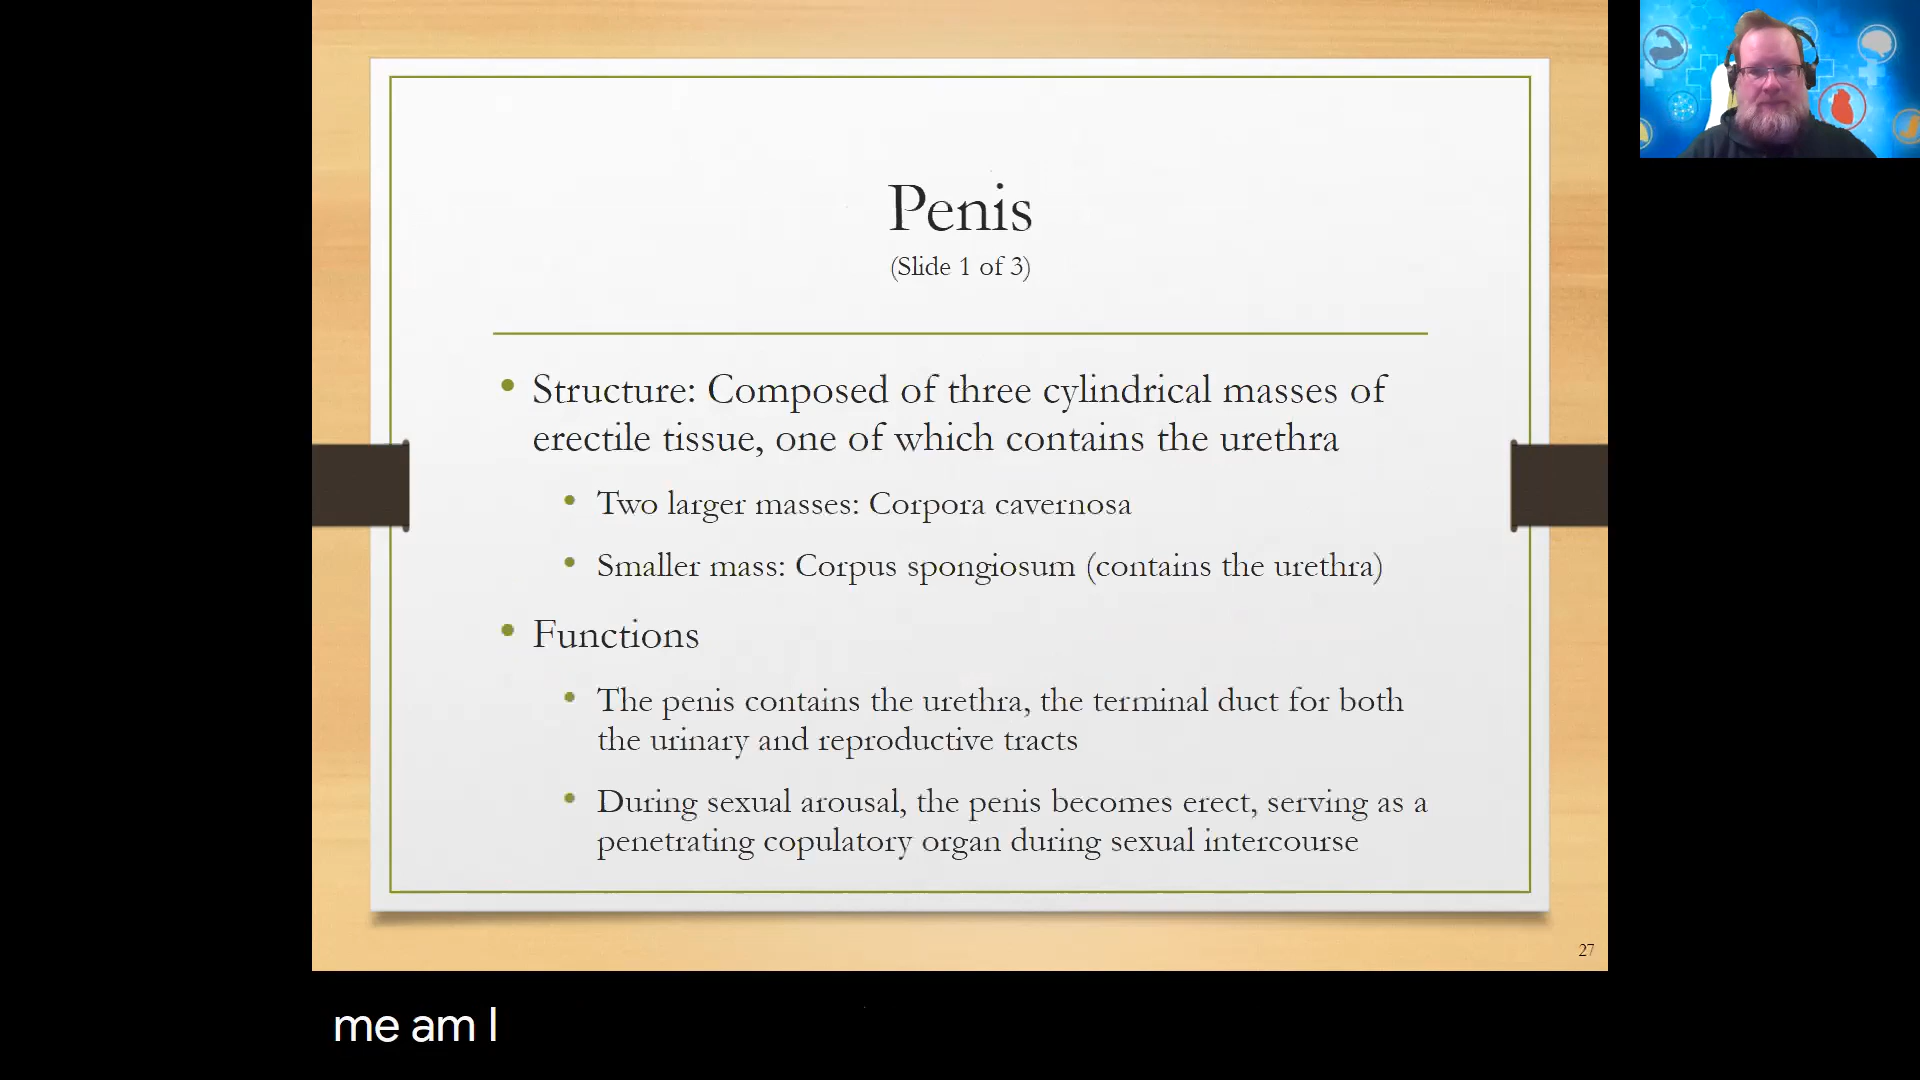 Penis
(Slide 1 of 3)
• Structure: Composed of three cylindrical masses of
erectile tissue, one of which contains the urethra
• Two larger masses: Corpora cavernosa
• Smaller mass: Corpus spongiosum (contains the urethra)
• Functions
• The penis contains the urethra, the terminal duct for both
the urinary and reproductive tracts
• During sexual arousal, the penis becomes erect, serving as a
penetrating copulatory organ during sexual intercourse
27
me am I